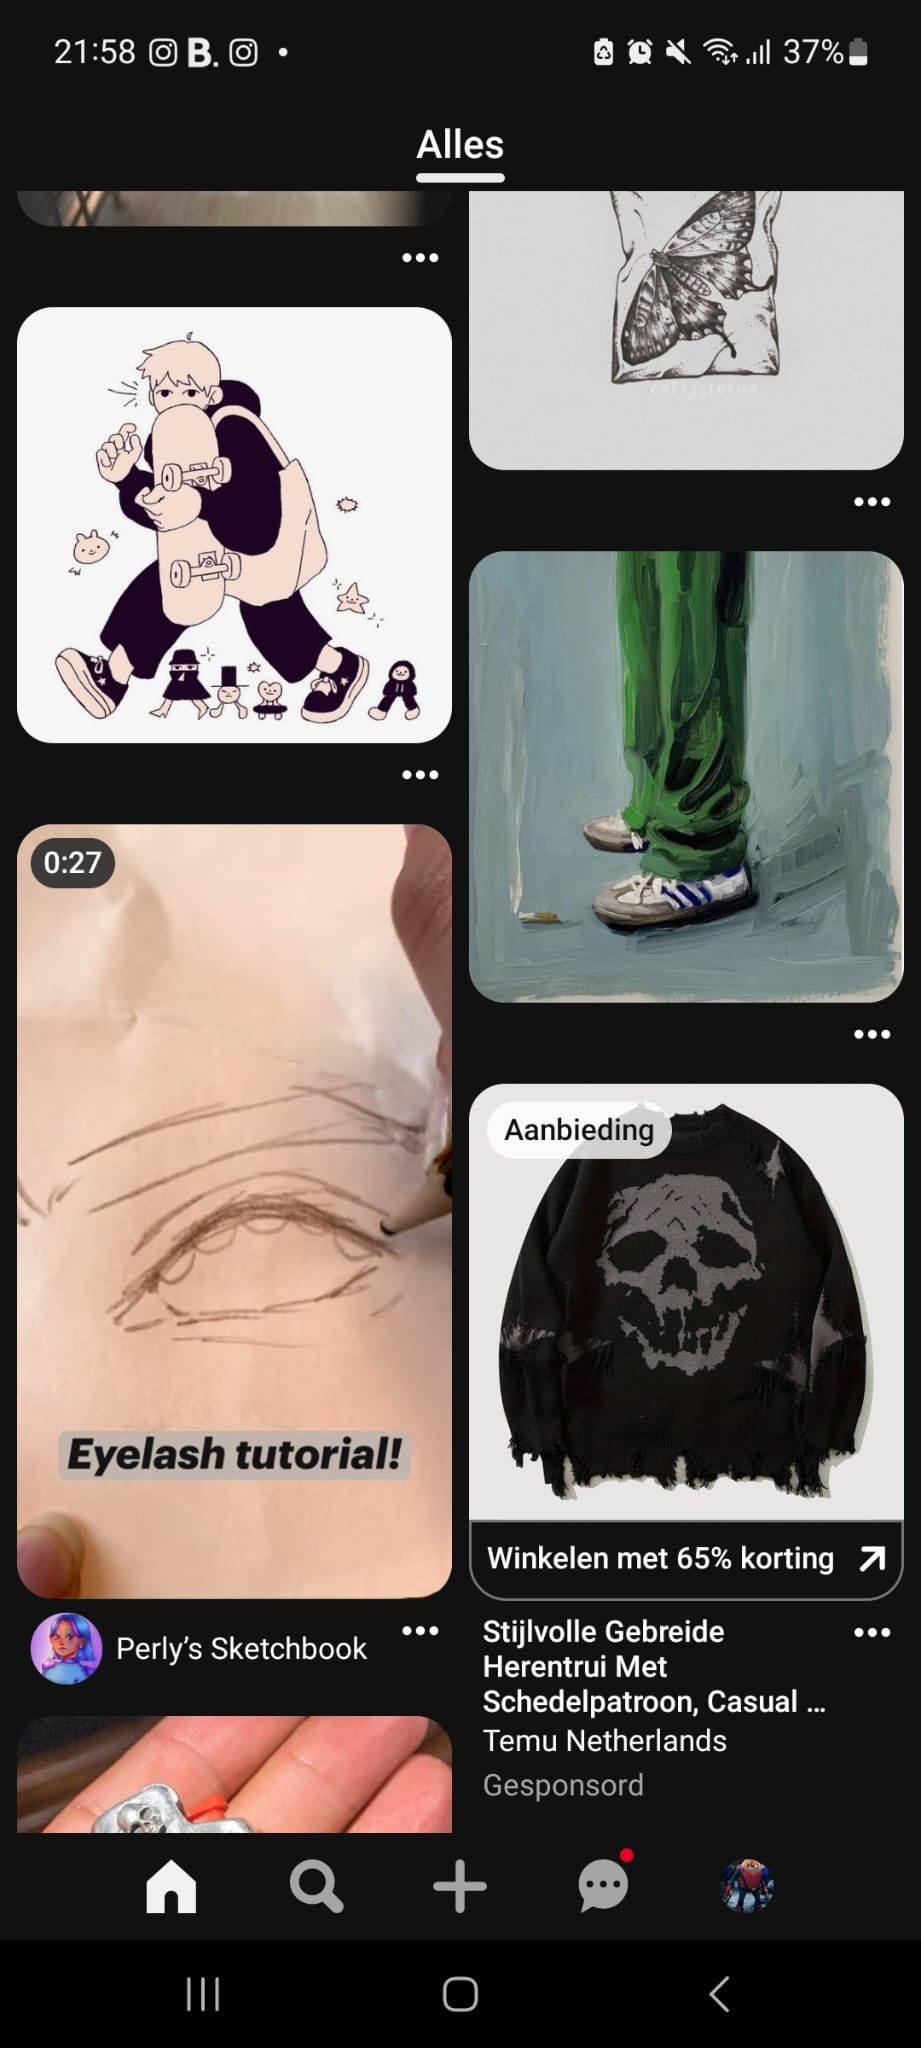 21:58 B.
37%
Alles
0:27
Eyelash tutorial!
Perly's Sketchbook
Aanbieding
Winkelen met 65% korting
Stijlvolle Gebreide
Herentrui Met
Schedelpatroon, Casual ...
Temu Netherlands
Gesponsord